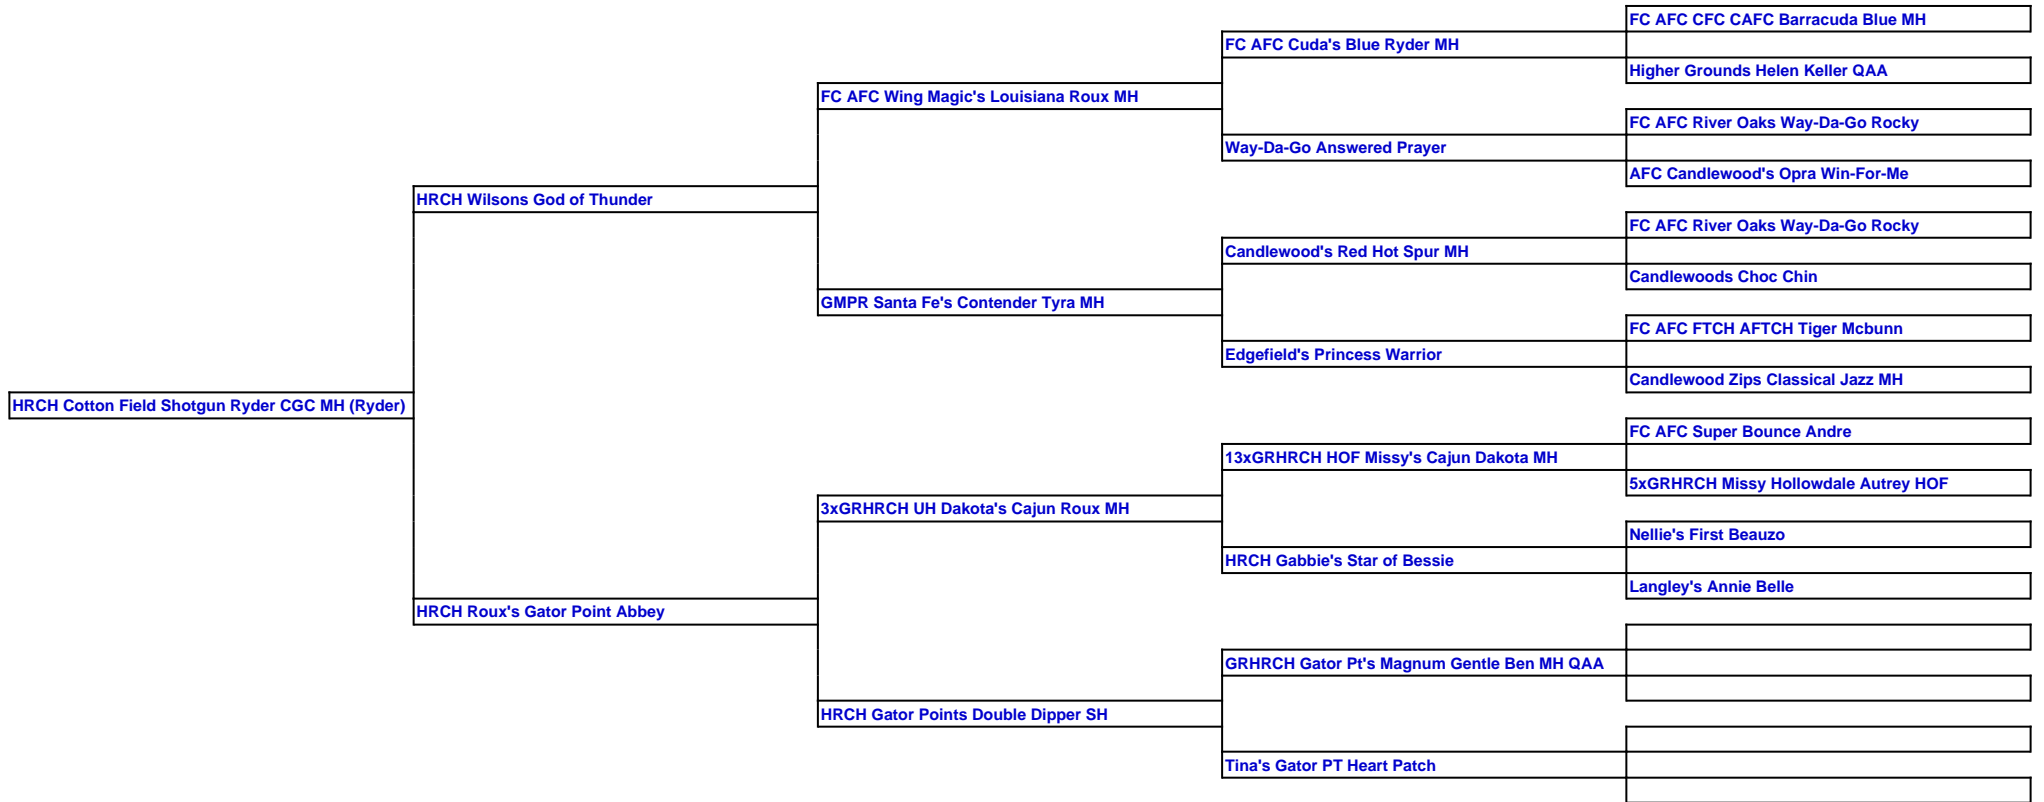 FC AFC CFC CAFC Barracuda Blue MH
FC AFC Cuda's Blue Ryder MH
Higher Grounds Helen Keller QAA
FC AFC Wing Magic's Louisiana Roux MH
FC AFC River Oaks Way-Da-Go Rocky
Way-Da-Go Answered Prayer
AFC Candlewood's Opra Win-For-Me
HRCH Wilsons God of Thunder
FC AFC River Oaks Way-Da-Go Rocky
Candlewood's Red Hot Spur MH
Candlewoods Choc Chin
GMPR Santa Fe's Contender Tyra MH
FC AFC FTCH AFTCH Tiger Mcbunn
Edgefield's Princess Warrior
Candlewood Zips Classical Jazz MH
HRCH Cotton Field Shotgun Ryder CGC MH (Ryder)
FC AFC Super Bounce Andre
13xGRHRCH HOF Missy's Cajun Dakota MH
5xGRHRCH Missy Hollowdale Autrey HOF
3xGRHRCH UH Dakota's Cajun Roux MH
Nellie's First Beauzo
HRCH Gabbie's Star of Bessie
Langley's Annie Belle
HRCH Roux's Gator Point Abbey
GRHRCH Gator Pt's Magnum Gentle Ben MH QAA
HRCH Gator Points Double Dipper SH
Tina's Gator PT Heart Patch